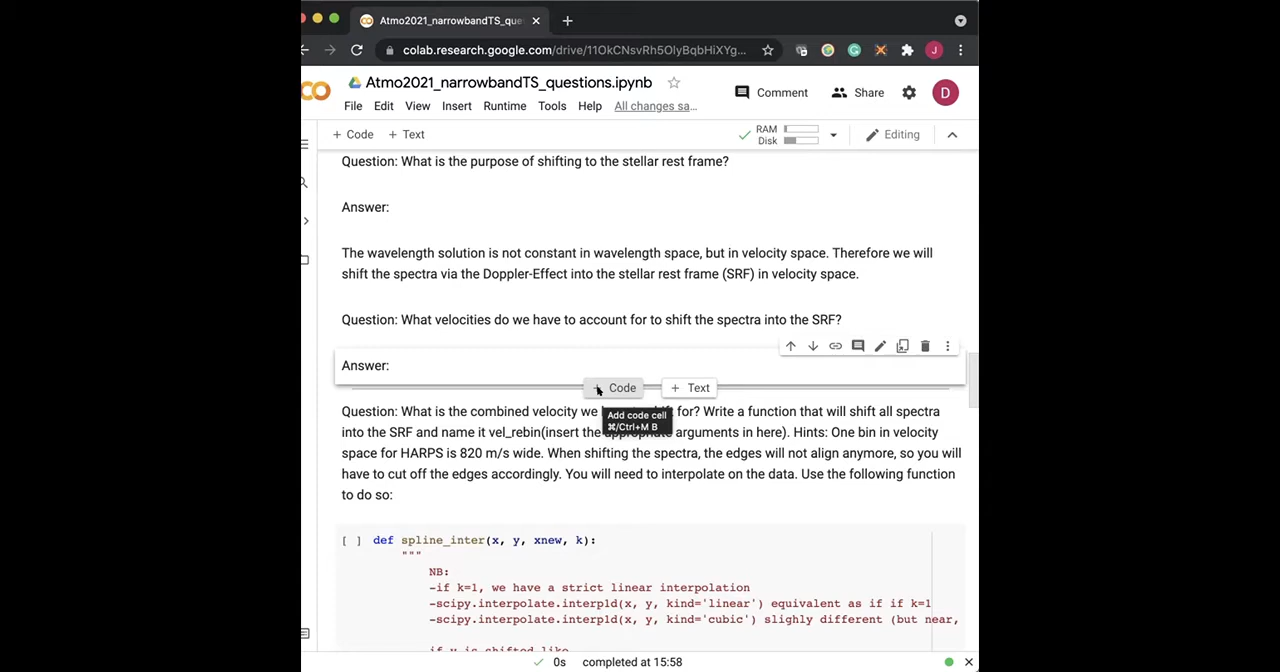 Atmo2021_narrowbandTS_que
colab.research.google.com/drive/11OkCNsvRh5OlyBqbHiXYg...
J
Atmo2021_narrowbandTS_questions.ipynb
Comment
Share
D
File Edit View Insert Runtime Tools Help All changes sa...
+ Code + Text
RAM
Disk
Editing
Question: What is the purpose of shifting to the stellar rest frame?
Answer:
The wavelength solution is not constant in wavelength space, but in velocity space. Therefore we will
shift the spectra via the Doppler-Effect into the stellar rest frame (SRF) in velocity space.
Question: What velocities do we have to account for to shift the spectra into the SRF?
Answer:
+ Code + Text
Add code cell
⌘/Ctrl+M B
Question: What is the combined velocity we for? Write a function that will shift all spectra
into the SRF and name it vel_rebin(insert the arguments in here). Hints: One bin in velocity
space for HARPS is 820 m/s wide. When shifting the spectra, the edges will not align anymore, so you will
have to cut off the edges accordingly. You will need to interpolate on the data. Use the following function
to do so:
[ ] def spline_inter(x, y, xnew, k):
"""
NB:
-if k=1, we have a strict linear interpolation
-scipy.interpolate.interp1d(x, y, kind='linear') equivalent as if if k=1
-scipy.interpolate.interp1d(x, y, kind='cubic') slighly different (but near,
if y is shifted like
0s completed at 15:58